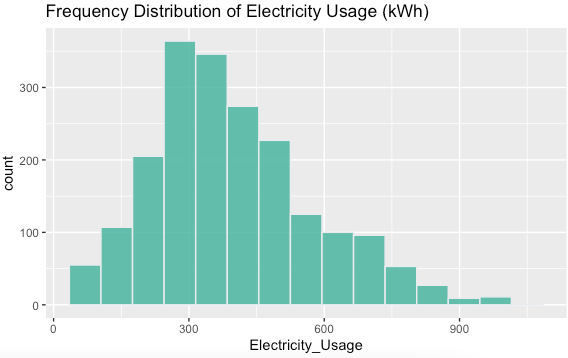 Frequency Distribution of Electricity Usage (kWh)
count
300
200
100
0
0 300 600 900
Electricity_Usage